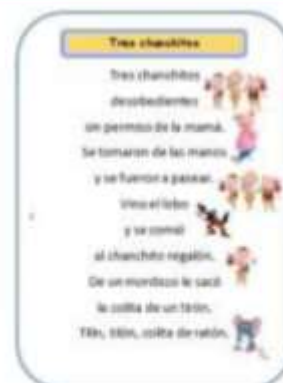 Tres chanchitos
Tres chanchitos
desobedientes
sin permiso de la mamá.
Se tomaron de las manos
y se fueron a pasear.
Vino el lobo
y se comió
al chanchito regalón.
De un mordisco le sacó
la colita de un tirón.
Tilín, tilón, colita de ratón.